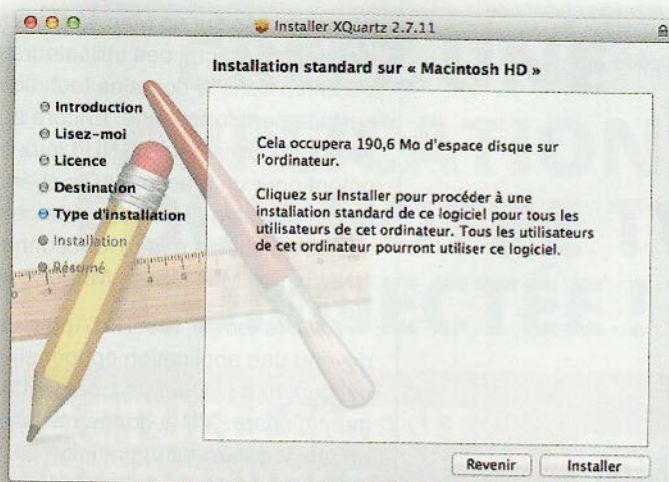 Installer XQuartz 2.7.11
Installation standard sur « Macintosh HD »
Introduction
Lisez-moi
Licence
Destination
Type d'installation
Installation
Résumé
Cela occupera 190,6 Mo d'espace disque sur
l'ordinateur.
Cliquez sur Installer pour procéder à une
installation standard de ce logiciel pour tous les
utilisateurs de cet ordinateur. Tous les utilisateurs
de cet ordinateur pourront utiliser ce logiciel.
Revenir
Installer